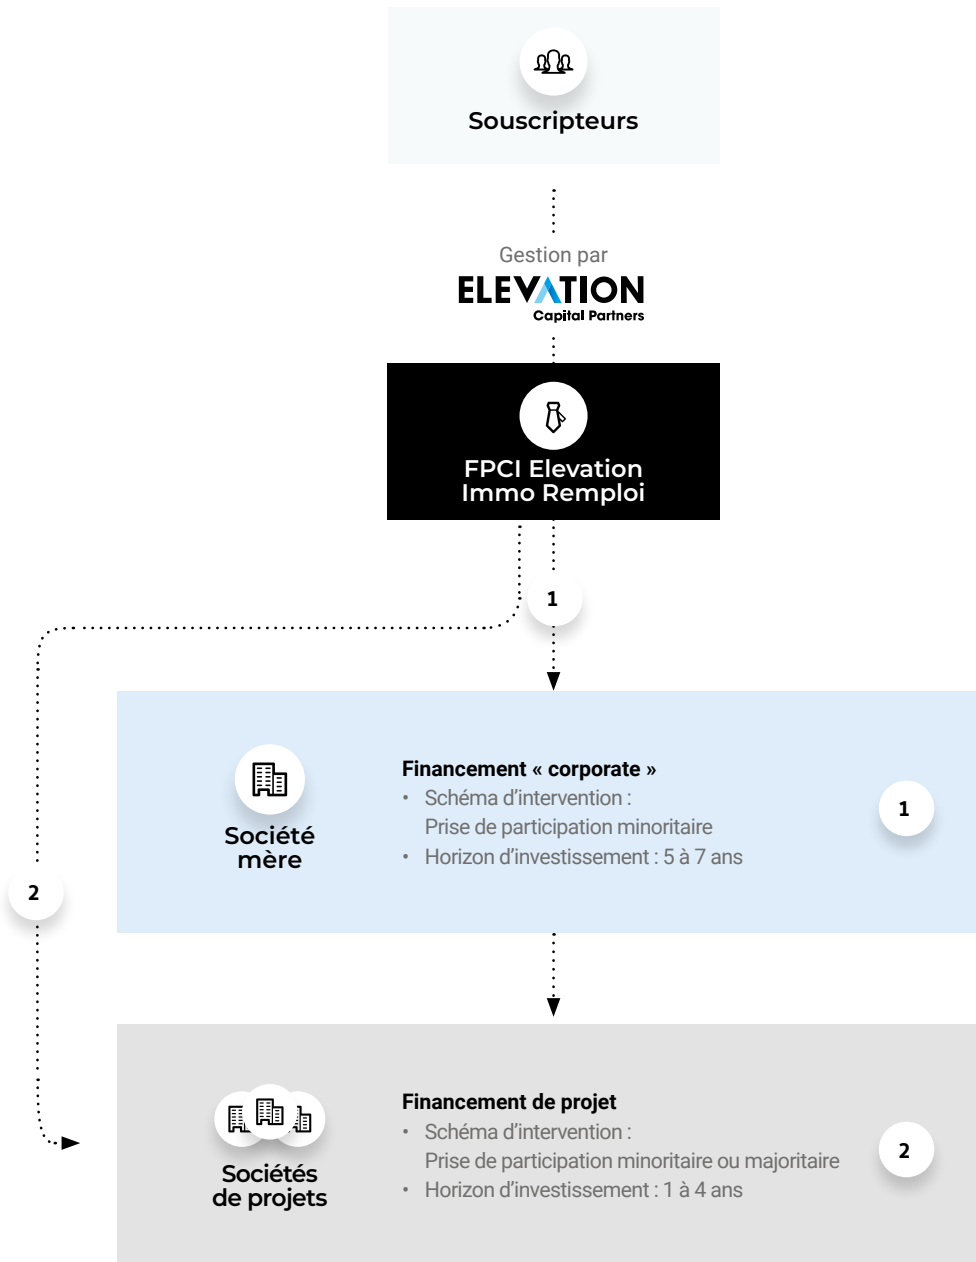 Souscripteurs
Gestion par
ELEVATION
Capital Partners
FPCI Elevation
Immo Remploi
1
Société
mère
Financement « corporate »
• Schéma d’intervention :
Prise de participation minoritaire
• Horizon d’investissement : 5 à 7 ans
1
2
Sociétés
de projets
Financement de projet
• Schéma d’intervention :
Prise de participation minoritaire ou majoritaire
• Horizon d’investissement : 1 à 4 ans
2